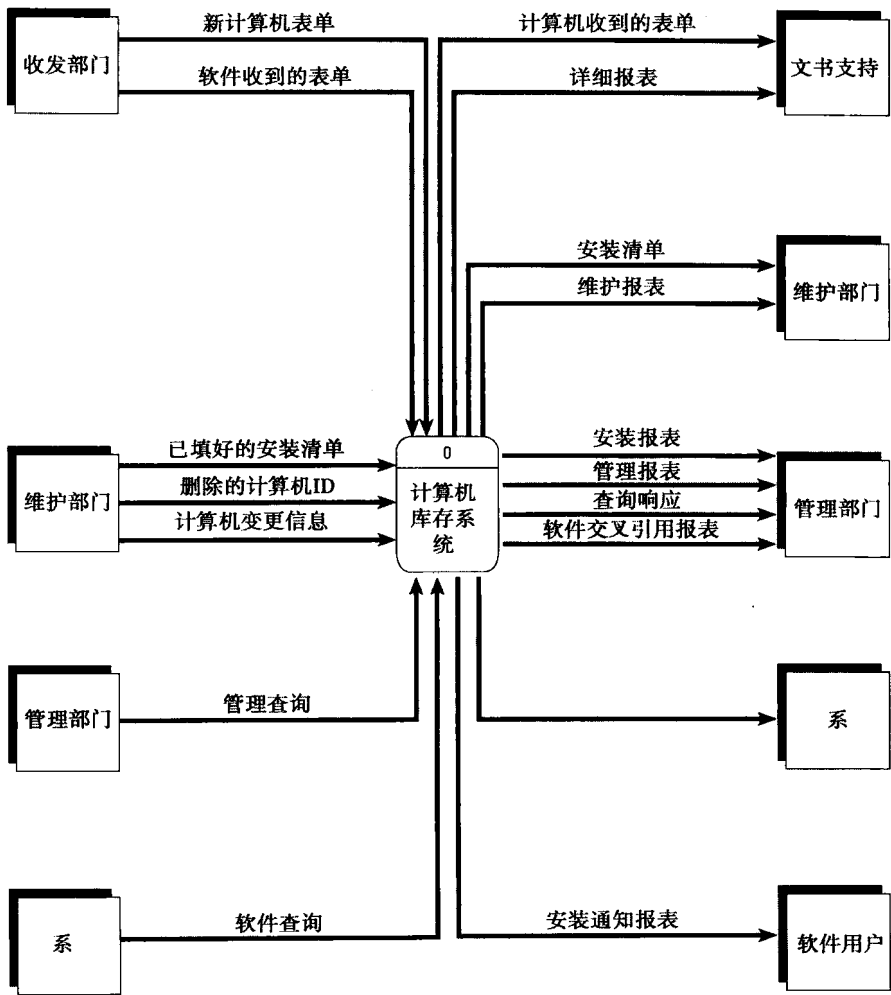 新计算机表单
计算机收到的表单
收发部门
文书支持
软件收到的表单
详细报表
安装清单
维护报表
维护部门
已填好的安装清单
0
安装报表
删除的计算机ID
管理报表
维护部门
计算机
库存系
统
查询响应
管理部门
计算机变更信息
软件交叉引用报表
管理部门
管理查询
系
系
软件查询
安装通知报表
软件用户